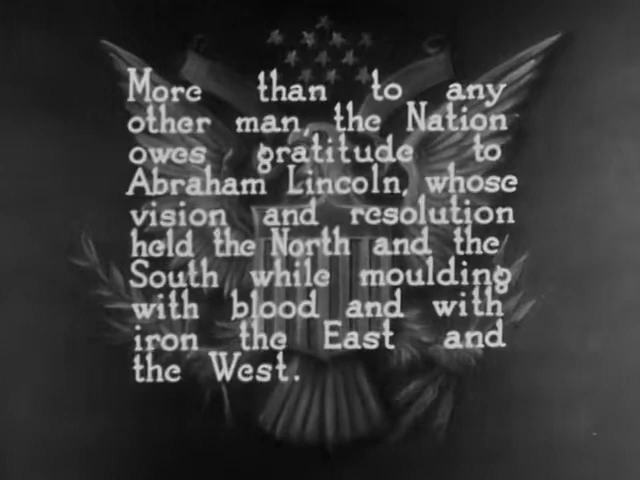 More than to any
other man, the Nation
owes gratitude to
Abraham Lincoln, whose
vision and resolution
held the North and the
South while moulding
with blood and with
iron the East and
the West.